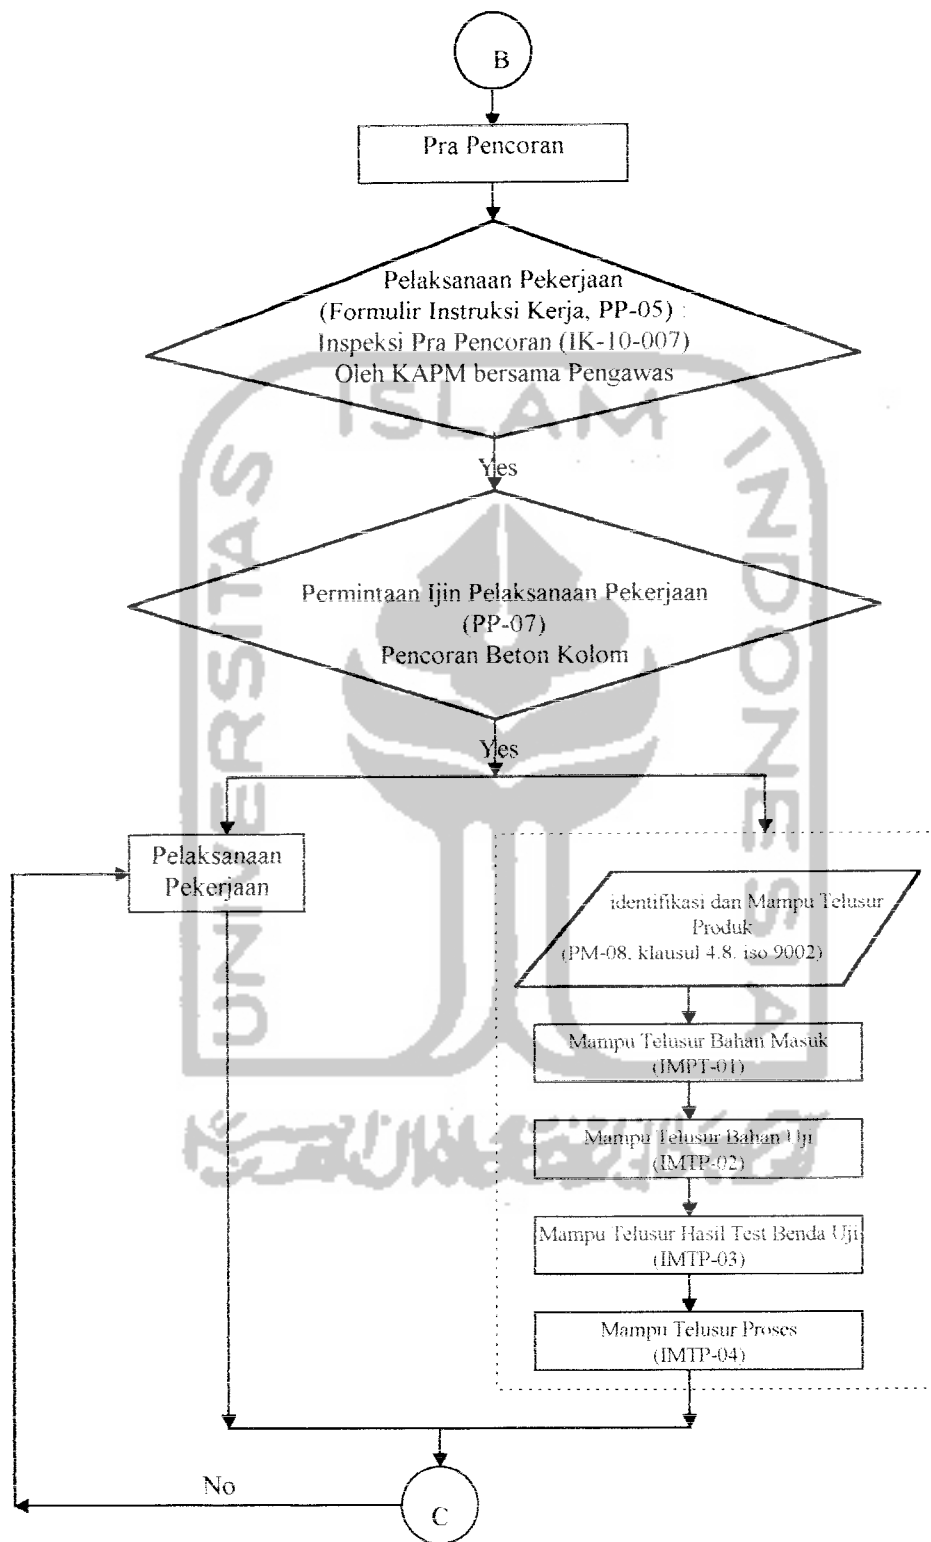 B
Pra Pencoran
Pelaksanaan Pekerjaan
(Formulir Instruksi Kerja, PP-05) :
Inspeksi Pra Pencoran (IK-10-007)
Oleh KAPM bersama Pengawas
Yes
Permintaan Ijin Pelaksanaan Pekerjaan
(PP-07)
Pencoran Beton Kolom
Yes
Pelaksanaan
Pekerjaan
identifikasi dan Mampu Telusur
Produk
(PM-08, klausul 4.8. iso 9002)
Mampu Telusur Bahan Masuk
(IMPT-01)
Mampu Telusur Bahan Uji
(IMTP-02)
Mampu Telusur Hasil Test Benda Uji
(IMTP-03)
Mampu Telusur Proses
(IMTP-04)
No
C
UNIVERSITAS
ISLAM
INDONESIA